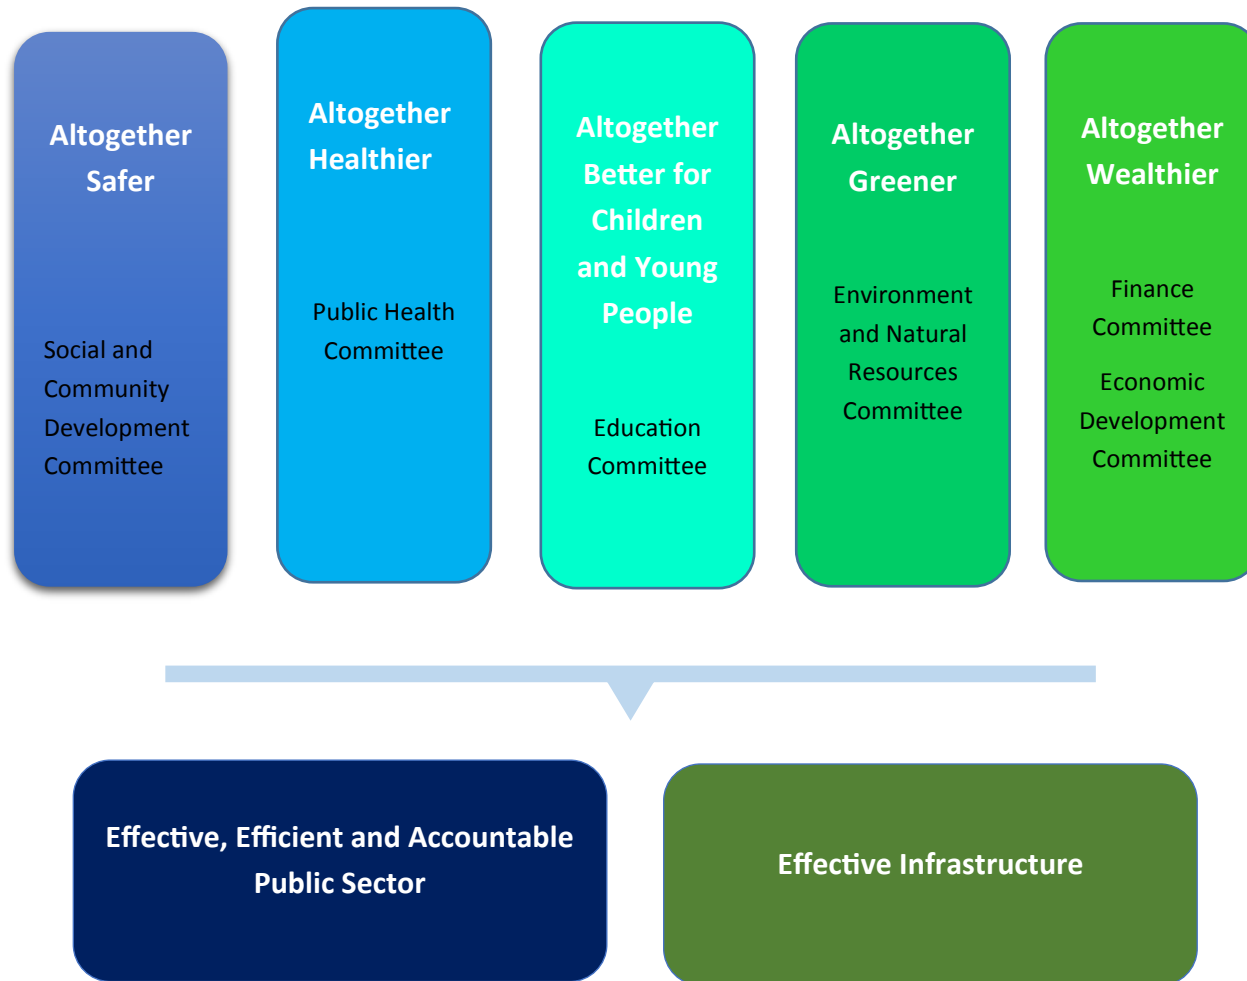 Altogether
Safer
Social and
Community
Development
Committee
Altogether
Healthier
Public Health
Committee
Altogether
Better for
Children
and Young
People
Education
Committee
Altogether
Greener
Environment
and Natural
Resources
Committee
Altogether
Wealthier
Finance
Committee
Economic
Development
Committee
Effective, Efficient and Accountable
Public Sector
Effective Infrastructure